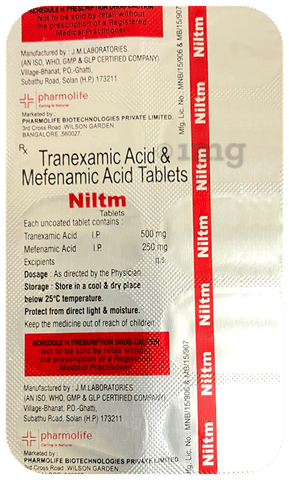 SCHEDULE H PRESCRIPTION DRUG CAUTION
Not to be sold by retail without
the prescription of a Registered
Medical Practitioner
Manufactured by : J.M.LABORATORIES.
(AN ISO, WHO, GMP & GLP CERTIFIED COMPANY)
Village-Bhanat, P.O.-Ghatti,
Subathu Road, Solan (H.P) 173211
pharmolife
Caring is Natural
Marketed by :
PHARMOLIFE BIOTECHNOLOGIES PRIVATE LIMITED.
3rd Cross Road .WILSON GARDEN
BANGALORE .560027.
Rx
Tranexamic Acid &
Mefenamic Acid Tablets
1mg
Niltm
Tablets
Each uncoated tablet contains :
Tranexamic Acid I.P. 500 mg
Mefenamic Acid I.P. 250 mg
Excipients q.s.
Dosage : As directed by the Physician
Storage : Store in a cool & dry place
below 25°C temperature.
Protect from direct light & moisture.
Keep the medicine out of reach of children
SCHEDULE H PRESCRIPTION DRUG CAUTION
Not to be sold by retail without
the prescription of a Registered
Medical Practitioner
Manufactured by : J.M.LABORATORIES.
(AN ISO, WHO, GMP & GLP CERTIFIED COMPANY)
Village-Bhanat, P.O.-Ghatti,
Subathu Road, Solan (H.P) 173211
pharmolife
Caring is Natural
Marketed by :
PHARMOLIFE BIOTECHNOLOGIES PRIVATE LIMITED.
3rd Cross Road .WILSON GARDEN
Mfg. Lic. No.: MNB/15/906 & MB/15/907
Mfg. Lic. No.: MNB/15/906 & MB/15/907
Niltm
Niltm
Niltm
Niltm
Niltm
Niltm